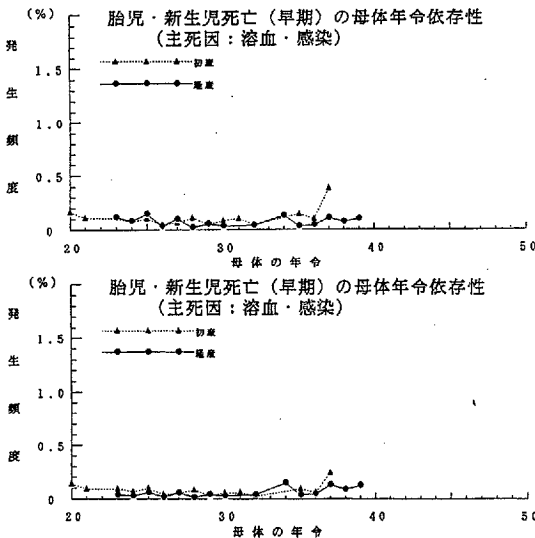 (%)
胎児・新生児死亡（早期）の母体年令依存性
（主死因：溶血・感染）
発生頻度
初産
経産
1.5
1.0
0.5
0
20 30 40 50
母体の年令
(%)
胎児・新生児死亡（早期）の母体年令依存性
（主死因：溶血・感染）
発生頻度
初産
経産
1.5
1.0
0.5
0
20 30 40 50
母体の年令